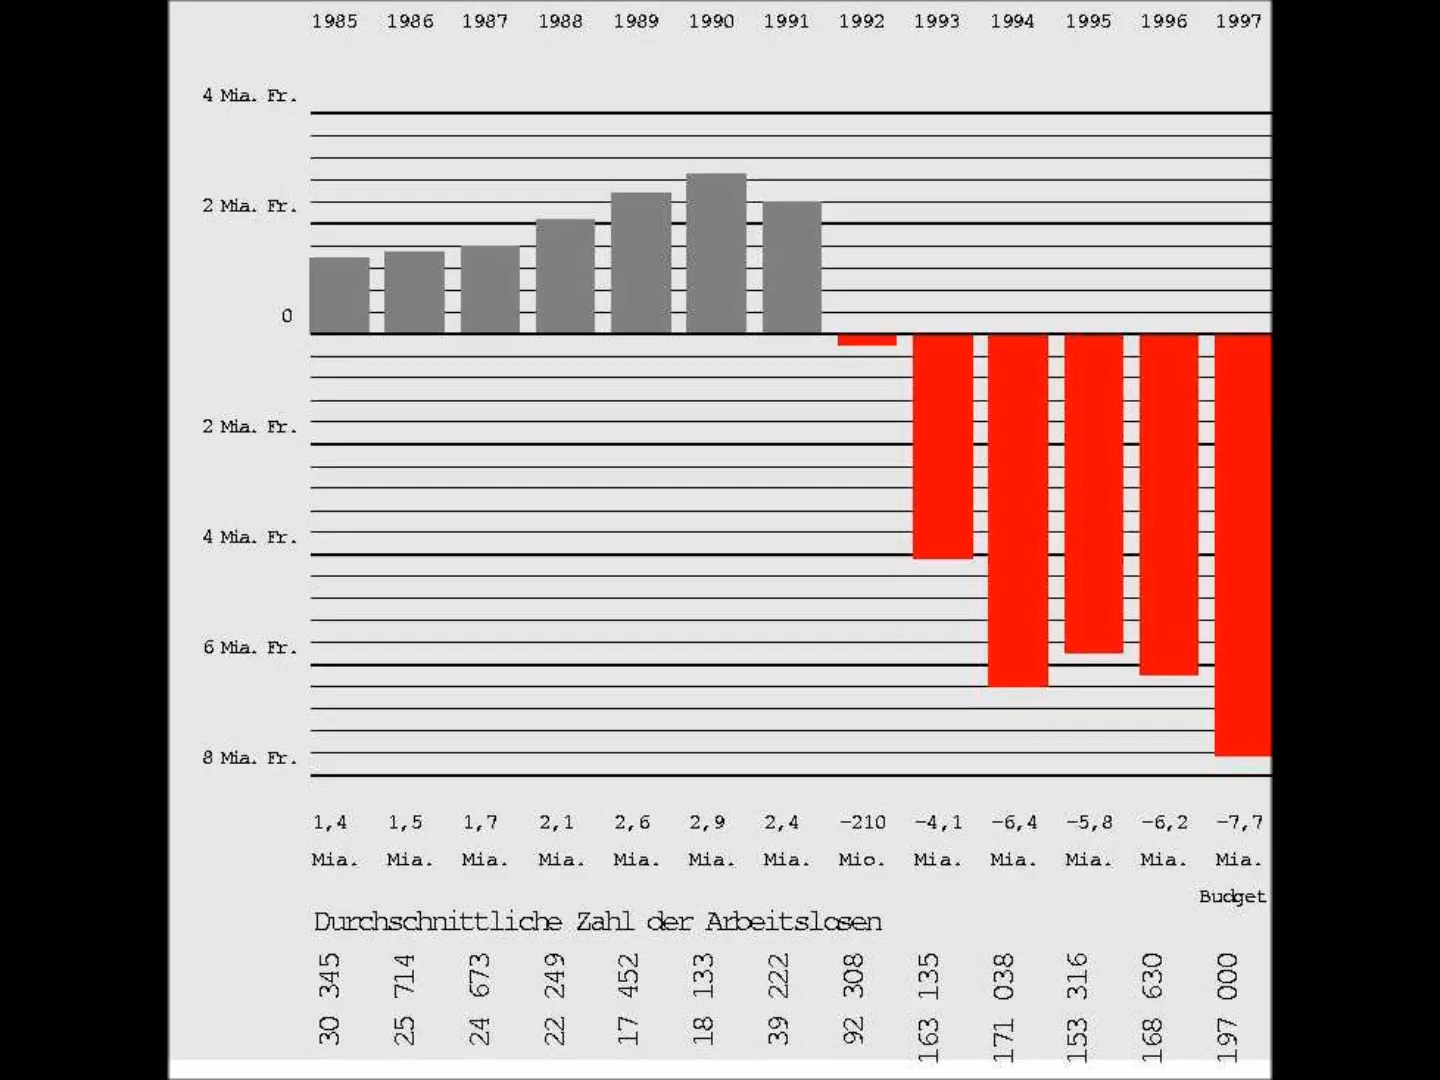 1985 1986 1987 1988 1989 1990 1991 1992 1993 1994 1995 1996 1997
4 Mia. Fr.
2 Mia. Fr.
0
2 Mia. Fr.
4 Mia. Fr.
6 Mia. Fr.
8 Mia. Fr.
1,4 1,5 1,7 2,1 2,6 2,9 2,4 -210 -4,1 -6,4 -5,8 -6,2 -7,7
Mia. Mia. Mia. Mia. Mia. Mia. Mia. Mio. Mia. Mia. Mia. Mia. Mia.
Budget
Durchschnittliche Zahl der Arbeitslosen
30 345
25 714
24 673
22 249
17 452
18 133
39 222
92 308
163 135
171 038
153 316
168 630
197 000